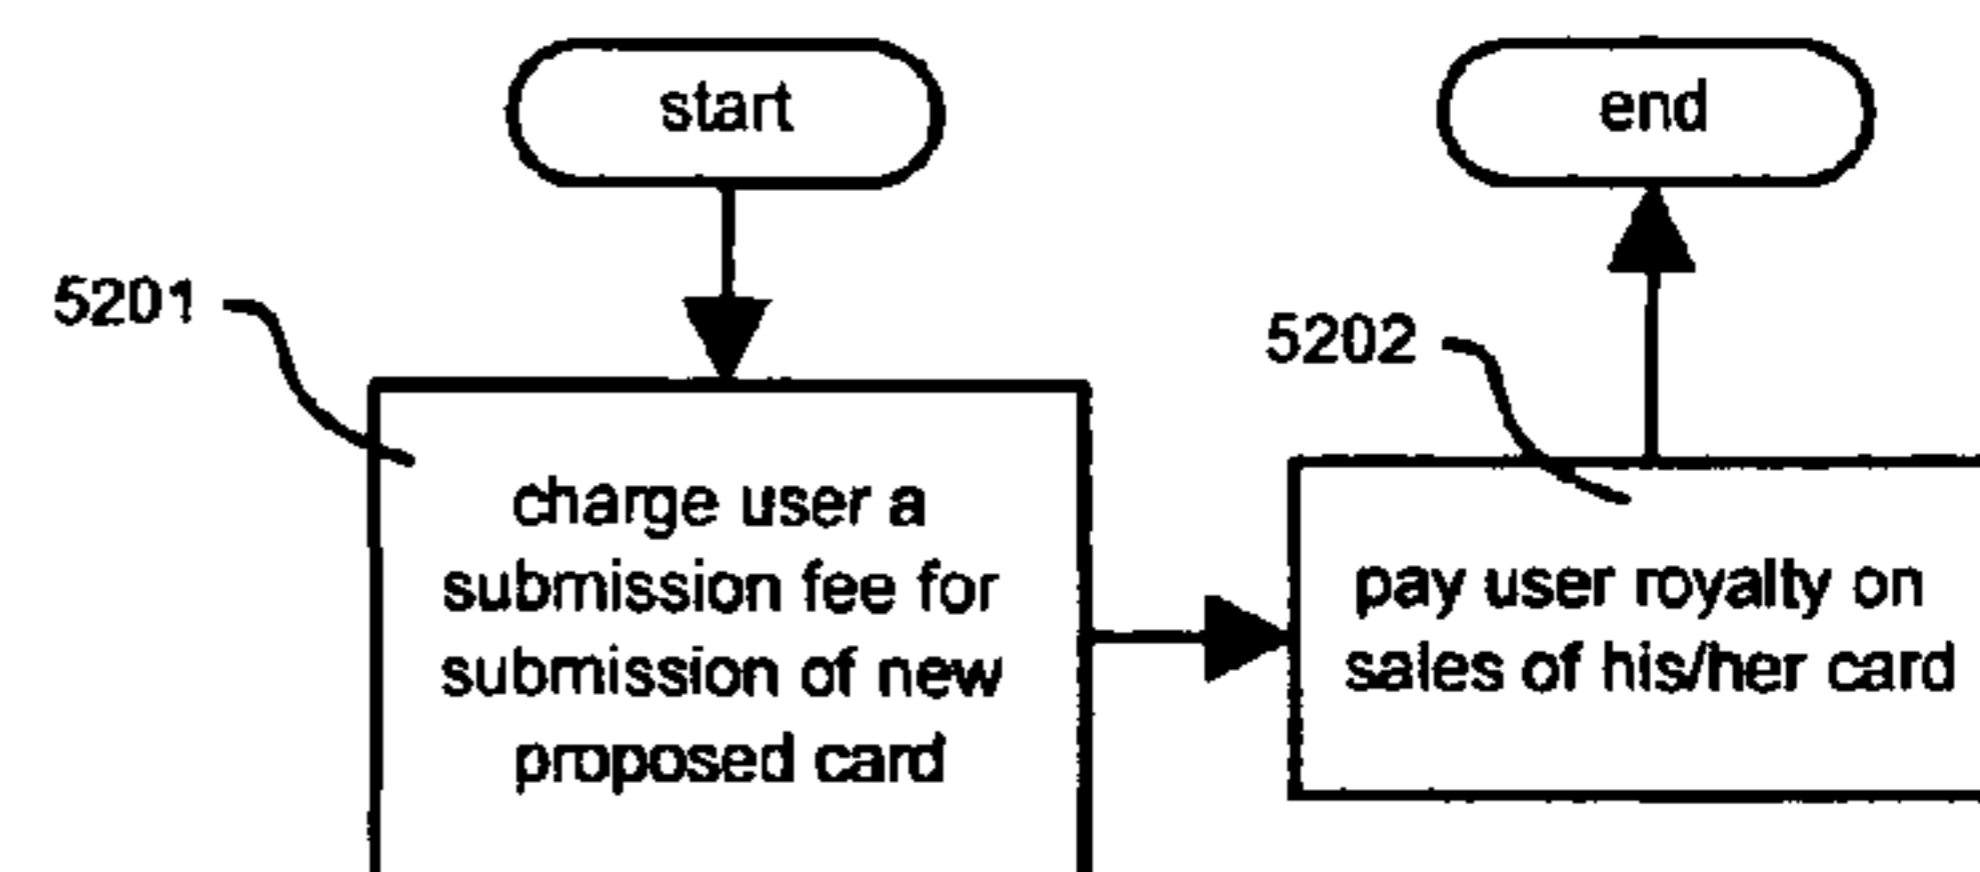 start
end
5201
5202
charge user a
submission fee for
submission of new
proposed card
pay user royalty on
sales of his/her card